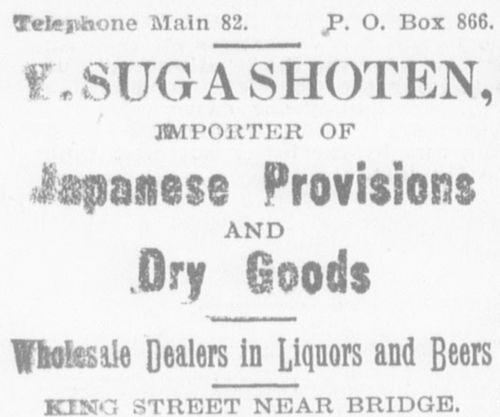 Telephone Main 82. P. O. Box 866.
Y. SUGA SHOTEN,
IMPORTER OF
Japanese Provisions
AND
Dry Goods
Wholesale Dealers in Liquors and Beers
KING STREET NEAR BRIDGE.